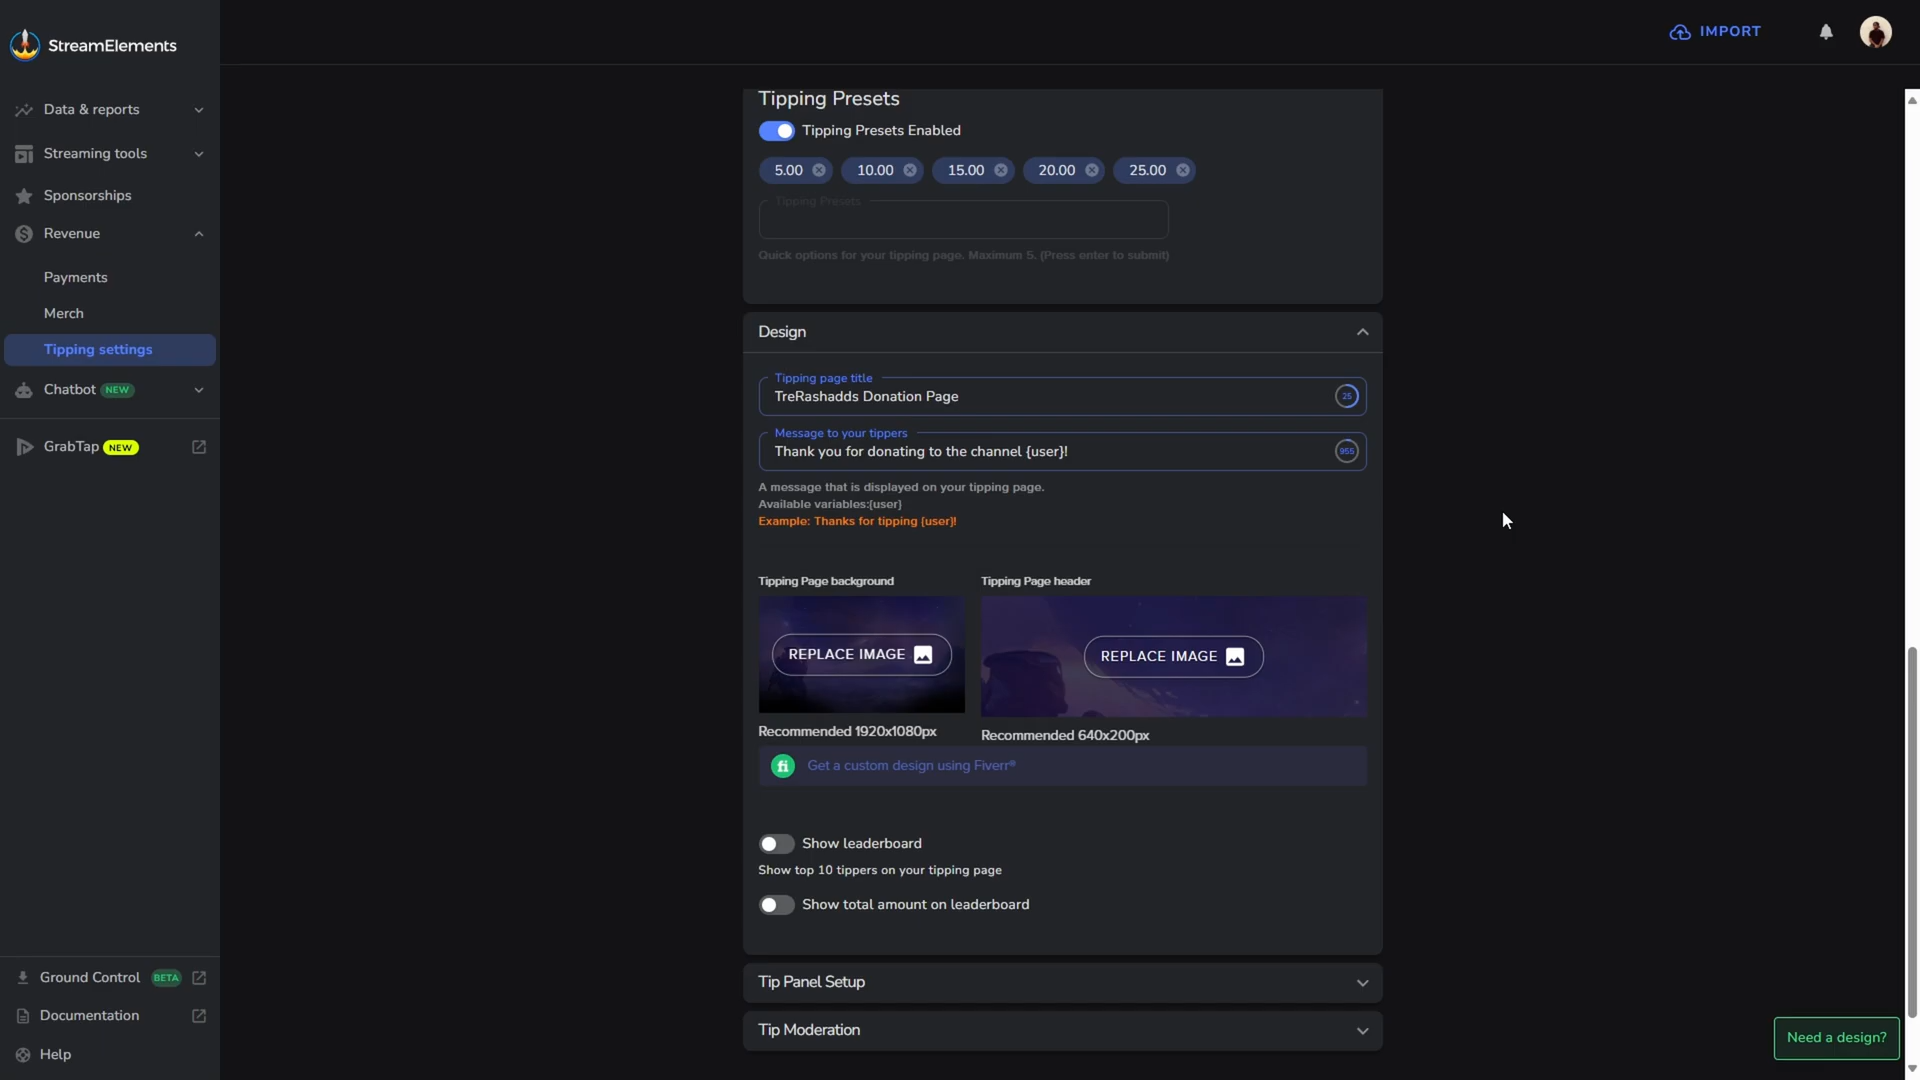 StreamElements
IMPORT
Data & reports
Streaming tools
Sponsorships
Revenue
Payments
Merch
Tipping settings
Chatbot NEW
GrabTap NEW
Ground Control BETA
Documentation
Help
Tipping Presets
Tipping Presets Enabled
5.00 10.00 15.00 20.00 25.00
Tipping Presets
Quick options for your tipping page. Maximum 5. (Press enter to submit)
Design
Tipping page title
TreRashadds Donation Page 25
Message to your tippers
Thank you for donating to the channel {user}! 955
A message that is displayed on your tipping page.
Available variables:{user}
Example: Thanks for tipping {user}!
Tipping Page background
REPLACE IMAGE
Recommended 1920x1080px
Tipping Page header
REPLACE IMAGE
Recommended 640x200px
fi Get a custom design using Fiverr®
Show leaderboard
Show top 10 tippers on your tipping page
Show total amount on leaderboard
Tip Panel Setup
Tip Moderation
Need a design?